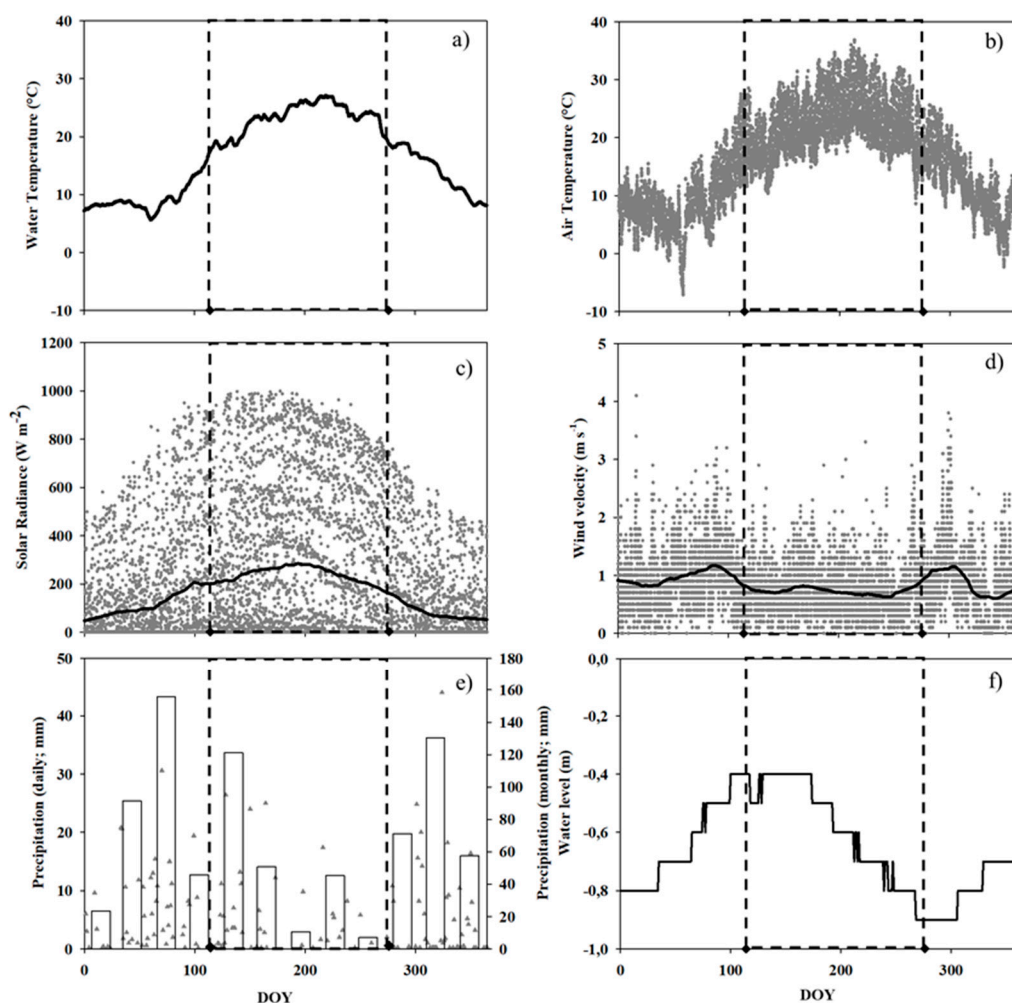 a)
Water Temperature (°C)
40
30
20
10
0
-10
b)
Air Temperature (°C)
40
30
20
10
0
-10
c)
Solar Radiance (W m-2)
1200
1000
800
600
400
200
0
d)
Wind velocity (m s-1)
5
4
3
2
1
0
e)
Precipitation (daily; mm)
50
40
30
20
10
0
Precipitation (monthly; mm)
180
160
140
120
100
80
60
40
20
0
0 100 200 300
DOY
f)
Water level (m)
0,0
-0,2
-0,4
-0,6
-0,8
-1,0
0 100 200 300
DOY